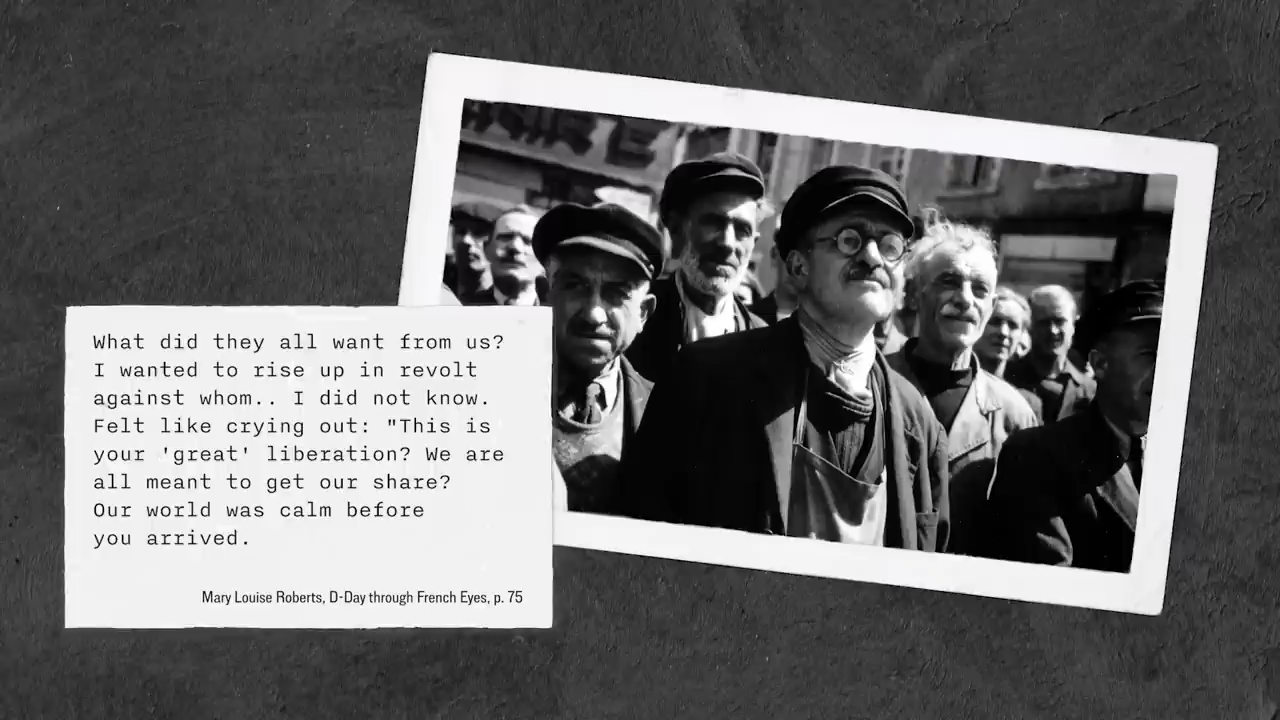 What did they all want from us?
I wanted to rise up in revolt
against whom.. I did not know.
Felt like crying out: "This is
your 'great' liberation? We are
all meant to get our share?
Our world was calm before
you arrived.
Mary Louise Roberts, D-Day through French Eyes, p. 75